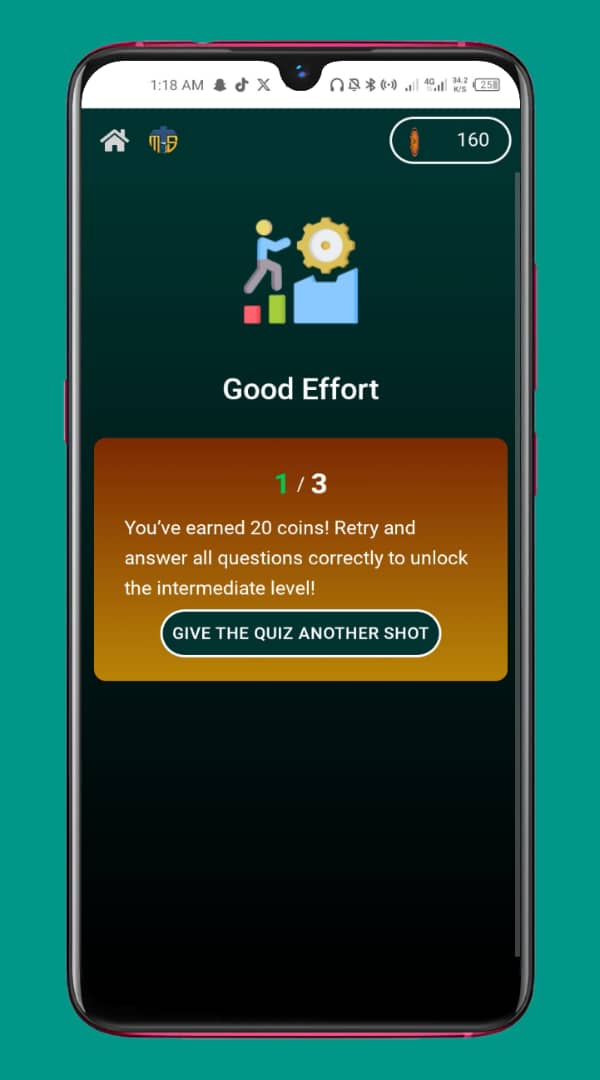 1:18 AM 4G 34.2 K/S 258
M-S
160
Good Effort
1 / 3
You’ve earned 20 coins! Retry and
answer all questions correctly to unlock
the intermediate level!
GIVE THE QUIZ ANOTHER SHOT